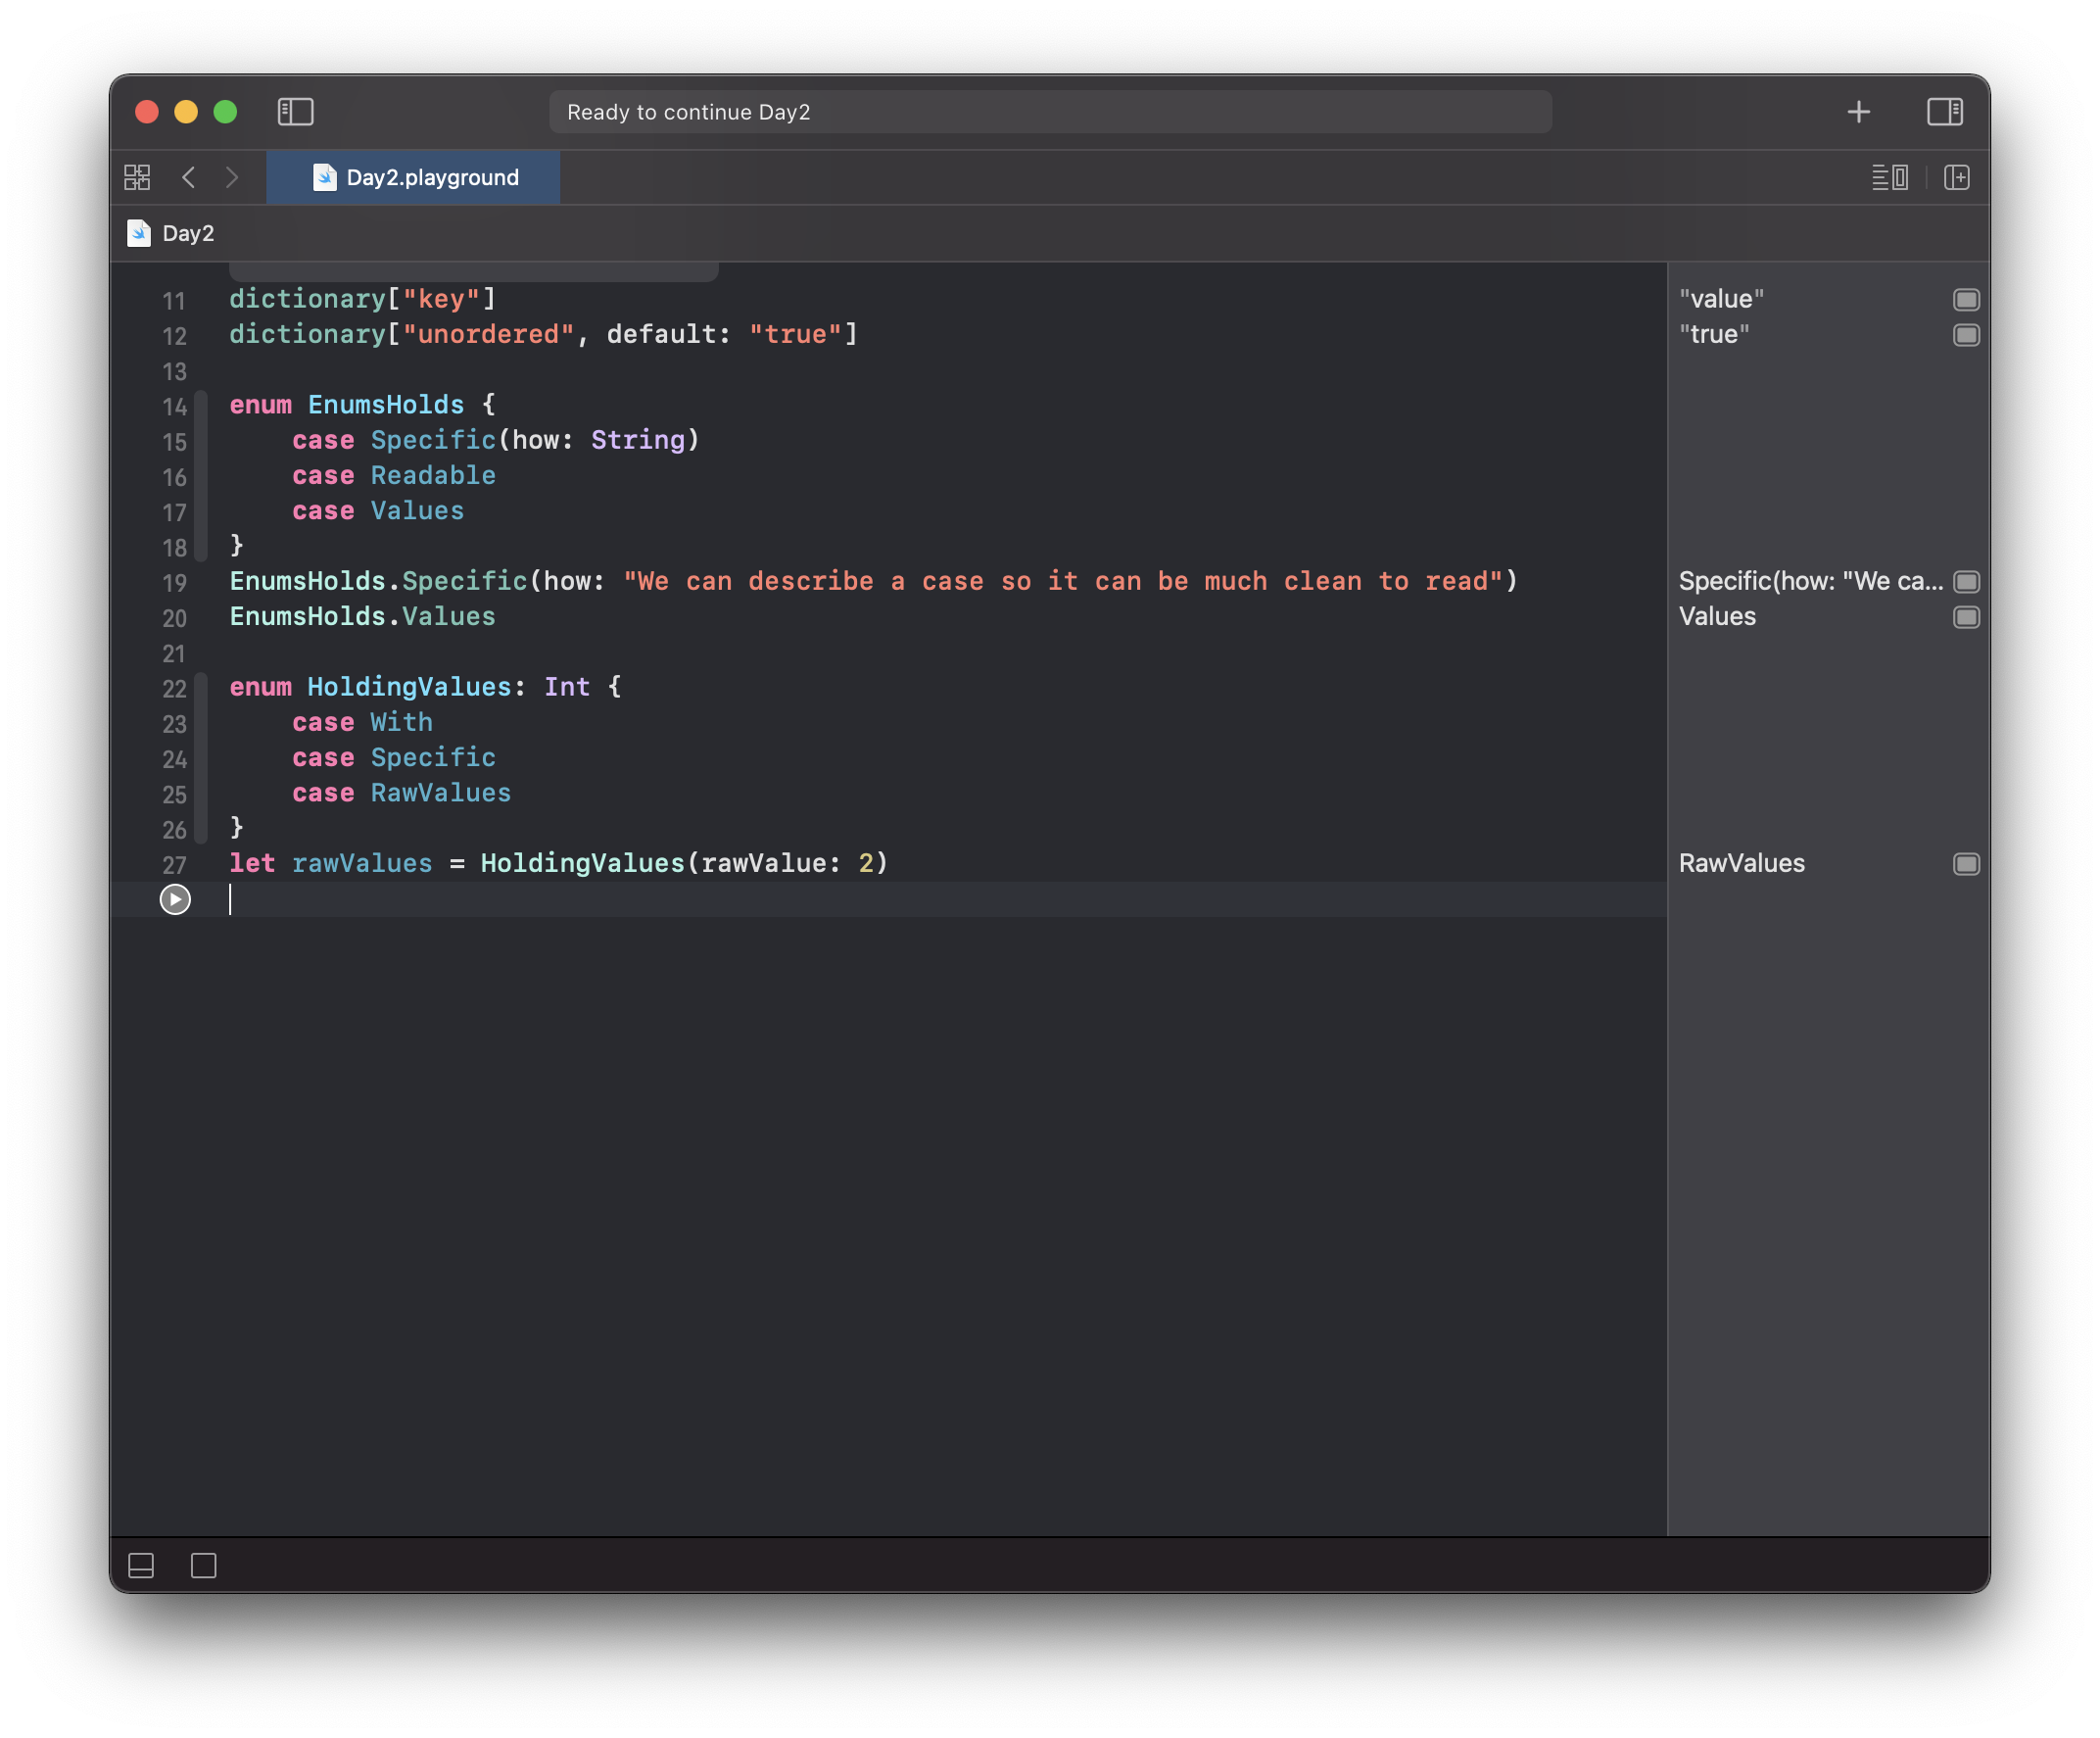 Ready to continue Day2
Day2.playground
Day2
11 dictionary["key"] "value"
12 dictionary["unordered", default: "true"] "true"
13
14 enum EnumsHolds {
15 case Specific(how: String)
16 case Readable
17 case Values
18 }
19 EnumsHolds.Specific(how: "We can describe a case so it can be much clean to read") Specific(how: "We ca...
20 EnumsHolds.Values Values
21
22 enum HoldingValues: Int {
23 case With
24 case Specific
25 case RawValues
26 }
27 let rawValues = HoldingValues(rawValue: 2) RawValues